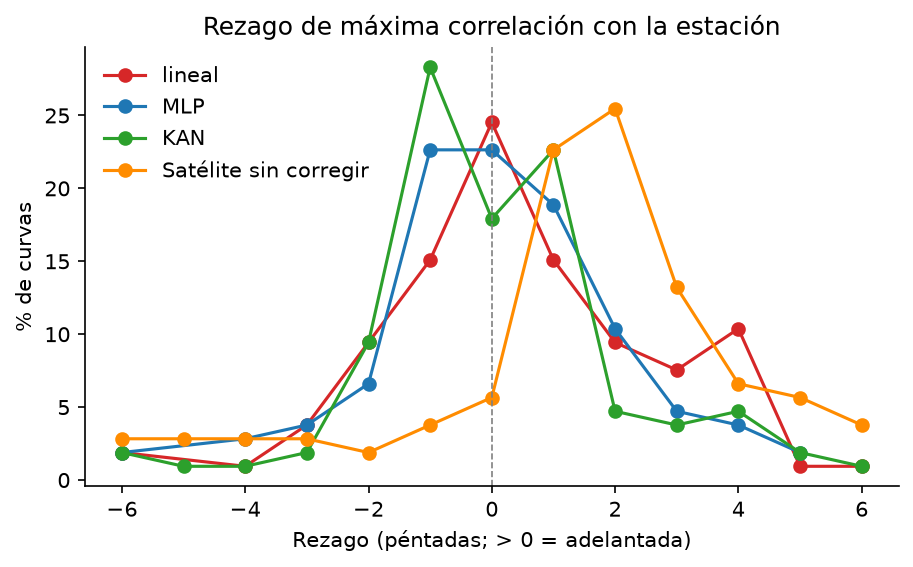 Rezago de máxima correlación con la estación
lineal
MLP
KAN
Satélite sin corregir
% de curvas
25
20
15
10
5
0
−6
−4
−2
0
2
4
6
Rezago (péntadas; > 0 = adelantada)